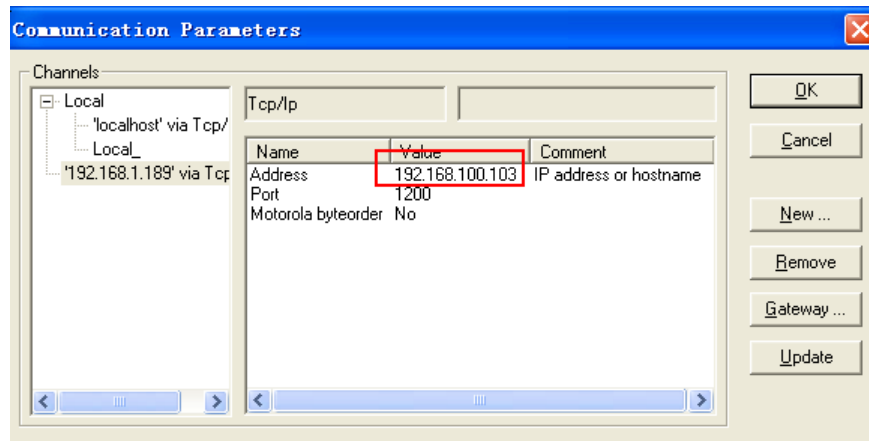 Communication Parameters
Channels
Local
'localhost' via Tcp/
Local_
'192.168.1.189' via Tcp
Tcp/Ip
Name Value Comment
Address 192.168.100.103 IP address or hostname
Port 1200
Motorola byteorder No
OK
Cancel
New ...
Remove
Gateway ...
Update